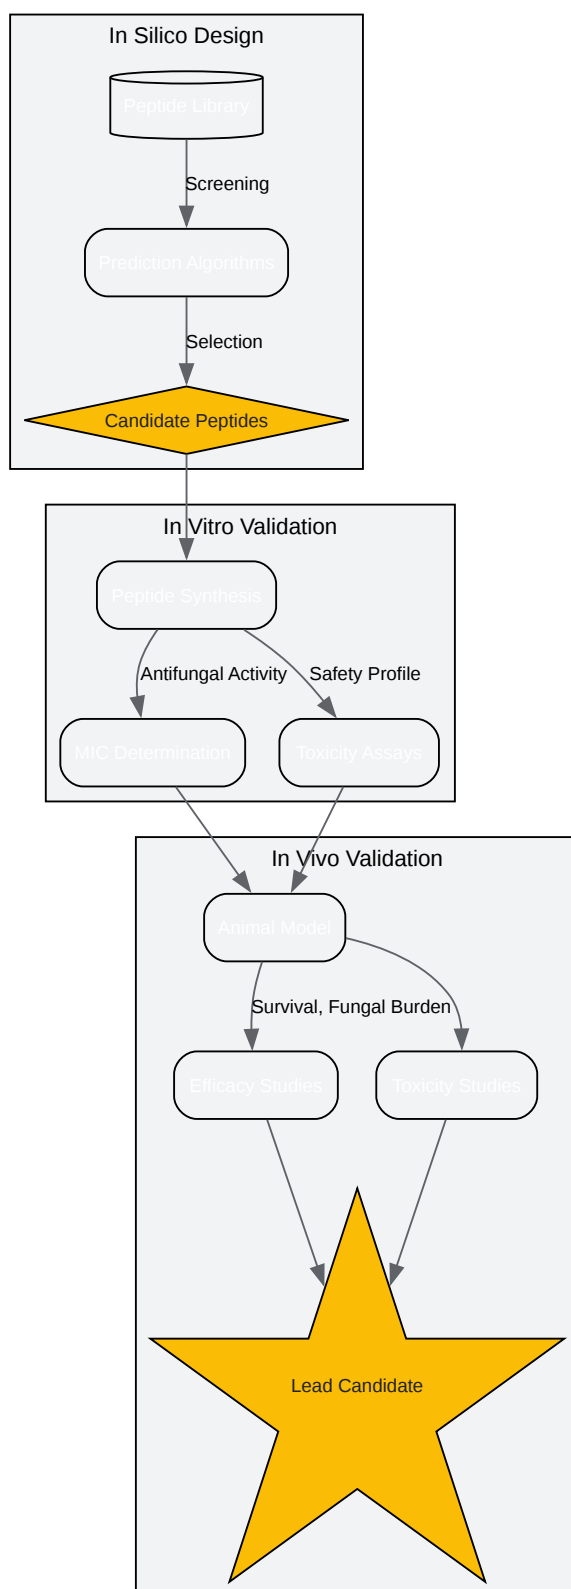 In Silico Design
Peptide Library
Screening
Prediction Algorithms
Selection
Candidate Peptides
In Vitro Validation
Peptide Synthesis
Antifungal Activity
Safety Profile
MIC Determination
Toxicity Assays
In Vivo Validation
Animal Model
Survival, Fungal Burden
Efficacy Studies
Toxicity Studies
Lead Candidate